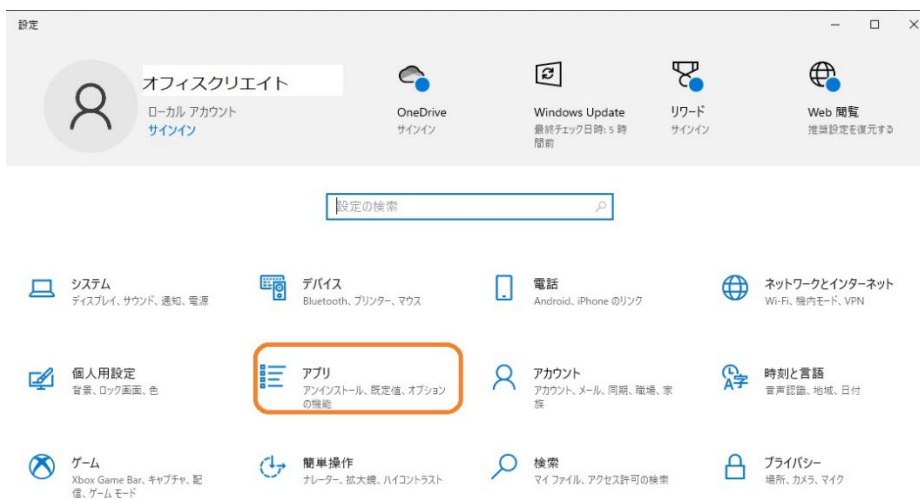 設定
オフィスクリエイト
ローカル アカウント
サインイン
OneDrive
サインイン
Windows Update
最終チェック日時: 5 時
間前
リワード
サインイン
Web 閲覧
推奨設定を復元する
設定の検索
システム
ディスプレイ、サウンド、通知、電源
デバイス
Bluetooth、プリンター、マウス
電話
Android、iPhone のリンク
ネットワークとインターネット
Wi-Fi、機内モード、VPN
個人用設定
背景、ロック画面、色
アプリ
アンインストール、既定値、オプション
の機能
アカウント
アカウント、メール、同期、職場、家
族
時刻と言語
音声認識、地域、日付
ゲーム
Xbox Game Bar、キャプチャ、配
信、ゲーム モード
簡単操作
ナレーター、拡大鏡、ハイコントラスト
検索
マイ ファイル、アクセス許可の検索
プライバシー
場所、カメラ、マイク